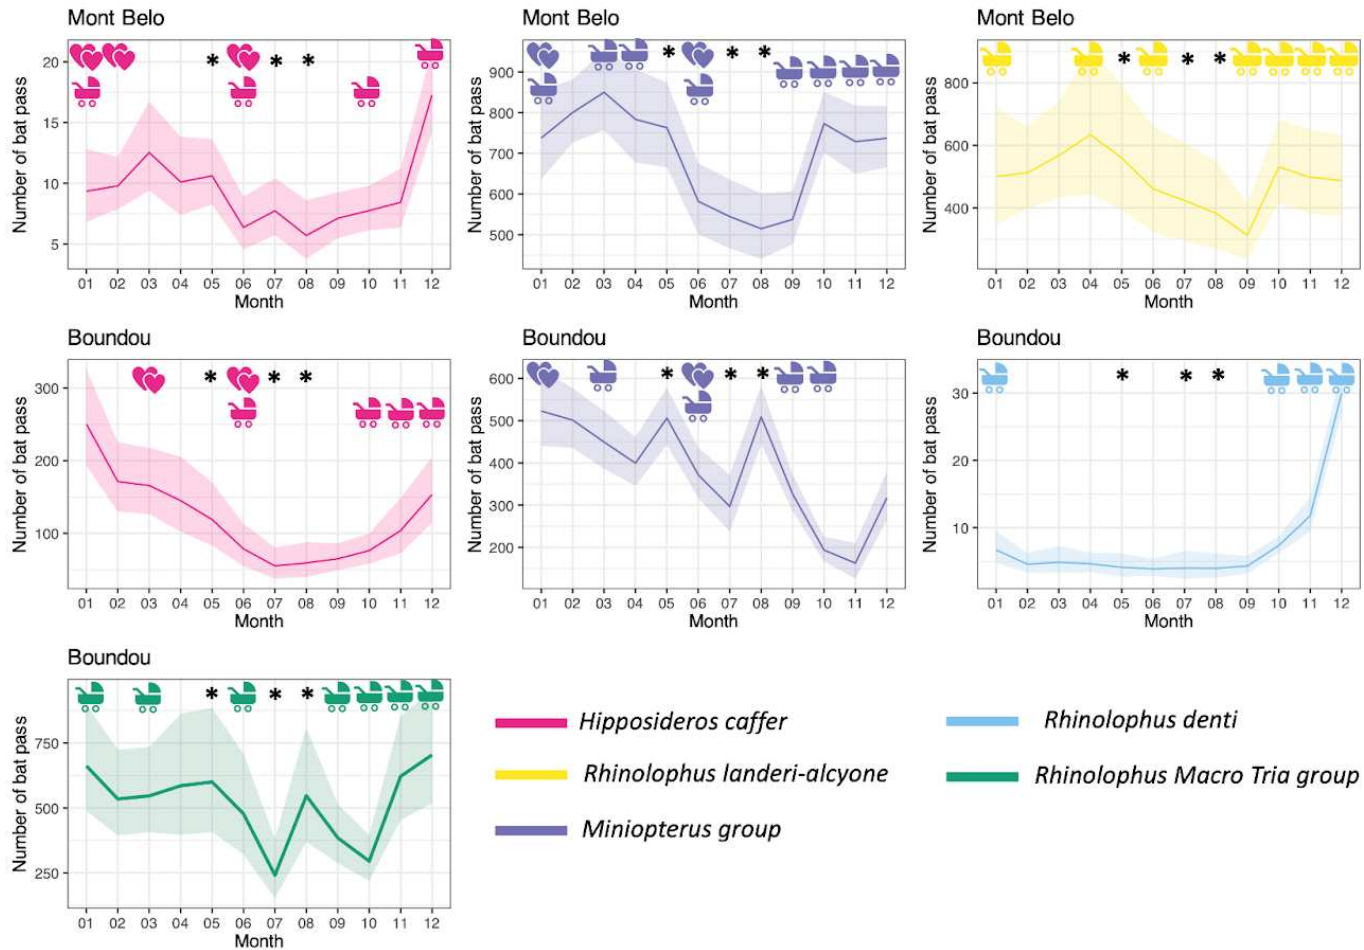 Mont Belo
Number of bat pass
20
15
10
5
* * *
01 02 03 04 05 06 07 08 09 10 11 12
Month
Mont Belo
Number of bat pass
900
800
700
600
500
* * *
01 02 03 04 05 06 07 08 09 10 11 12
Month
Mont Belo
Number of bat pass
800
600
400
* * *
01 02 03 04 05 06 07 08 09 10 11 12
Month
Boundou
Number of bat pass
300
200
100
* * *
01 02 03 04 05 06 07 08 09 10 11 12
Month
Boundou
Number of bat pass
600
500
400
300
200
* * *
01 02 03 04 05 06 07 08 09 10 11 12
Month
Boundou
Number of bat pass
30
20
10
* * *
01 02 03 04 05 06 07 08 09 10 11 12
Month
Boundou
Number of bat pass
750
500
250
* * *
01 02 03 04 05 06 07 08 09 10 11 12
Month
Hipposideros caffer
Rhinolophus landeri-alcyone
Miniopterus group
Rhinolophus denti
Rhinolophus Macro Tria group